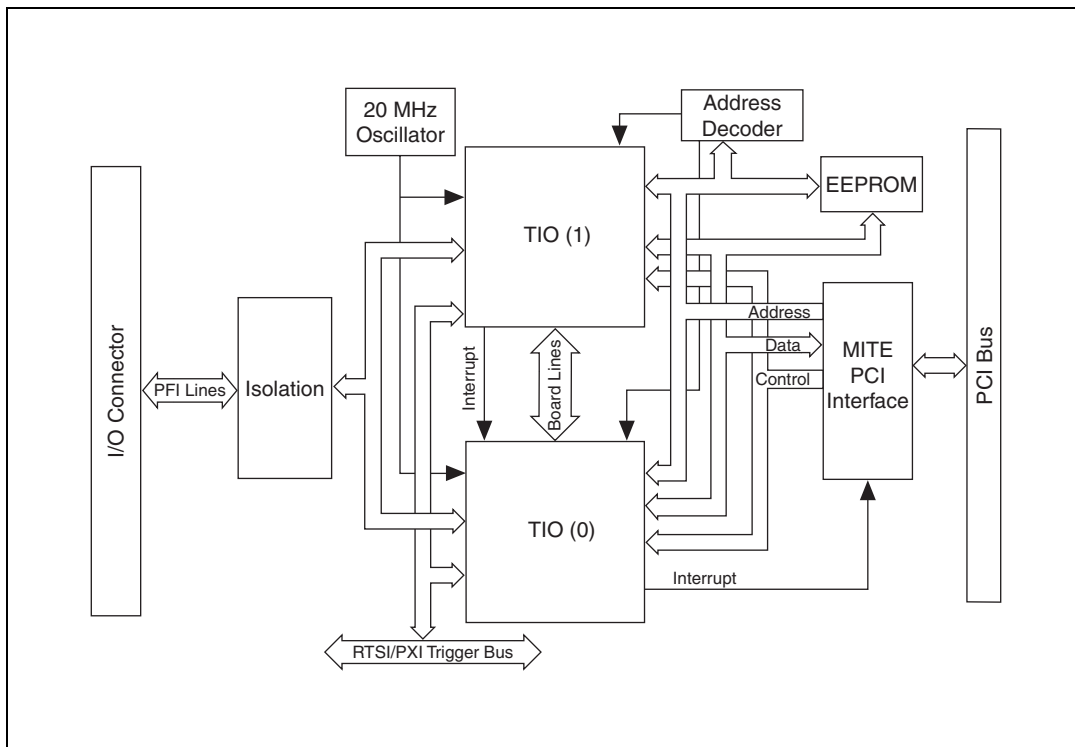 20 MHz
Oscillator
Address
Decoder
EEPROM
TIO (1)
I/O Connector
PFI Lines
Isolation
Interrupt
Board Lines
Address
Data
Control
MITE
PCI
Interface
PCI Bus
TIO (0)
Interrupt
RTSI/PXI Trigger Bus